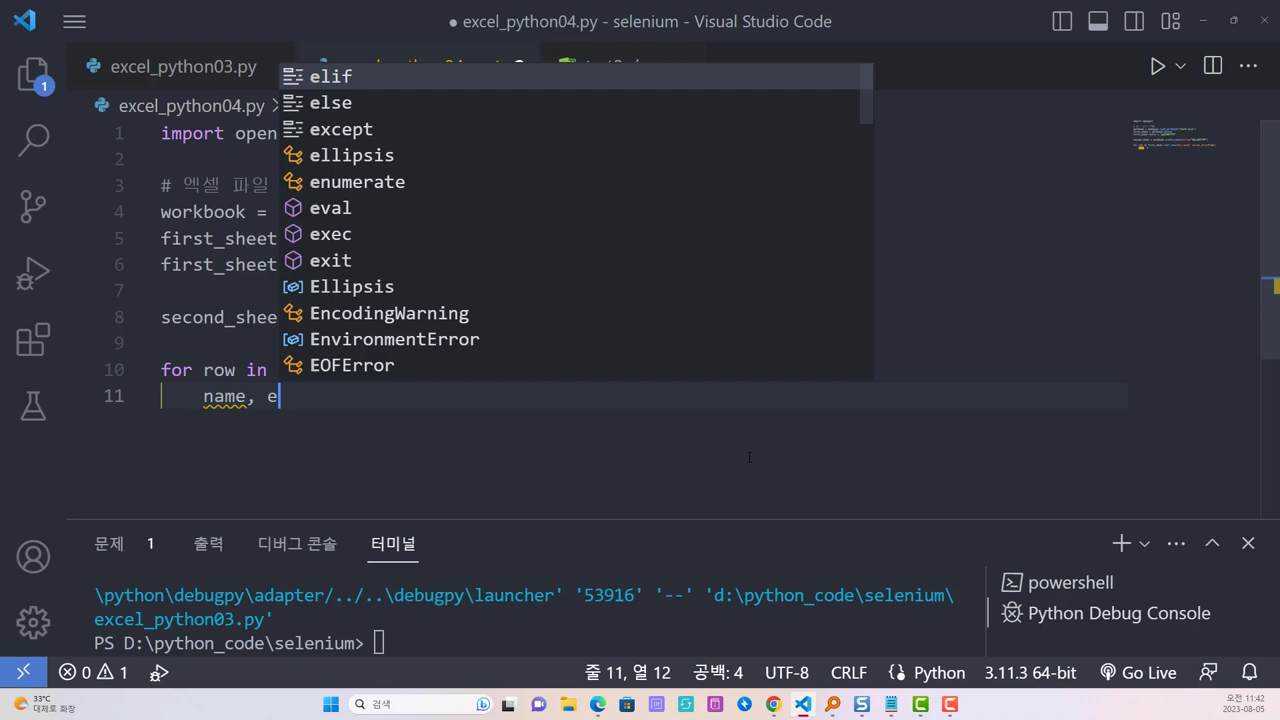 ● excel_python04.py - selenium - Visual Studio Code
excel_python03.py
excel_python04.py
1 import open
2
3 # 엑셀 파일
4 workbook =
5 first_sheet
6 first_sheet
7
8 second_shee
9
10 for row in
11 name, e
elif
else
except
ellipsis
enumerate
eval
exec
exit
Ellipsis
EncodingWarning
EnvironmentError
EOFError
1
문제 1 출력 디버그 콘솔 터미널
\python\debugpy\adapter/../..\debugpy\launcher' '53916' '--' 'd:\python_code\selenium\
excel_python03.py'
PS D:\python_code\selenium>
powershell
Python Debug Console
0 1 줄 11, 열 12 공백: 4 UTF-8 CRLF Python 3.11.3 64-bit Go Live
33°C
대체로 화창
검색
오전 11:42
2023-08-05